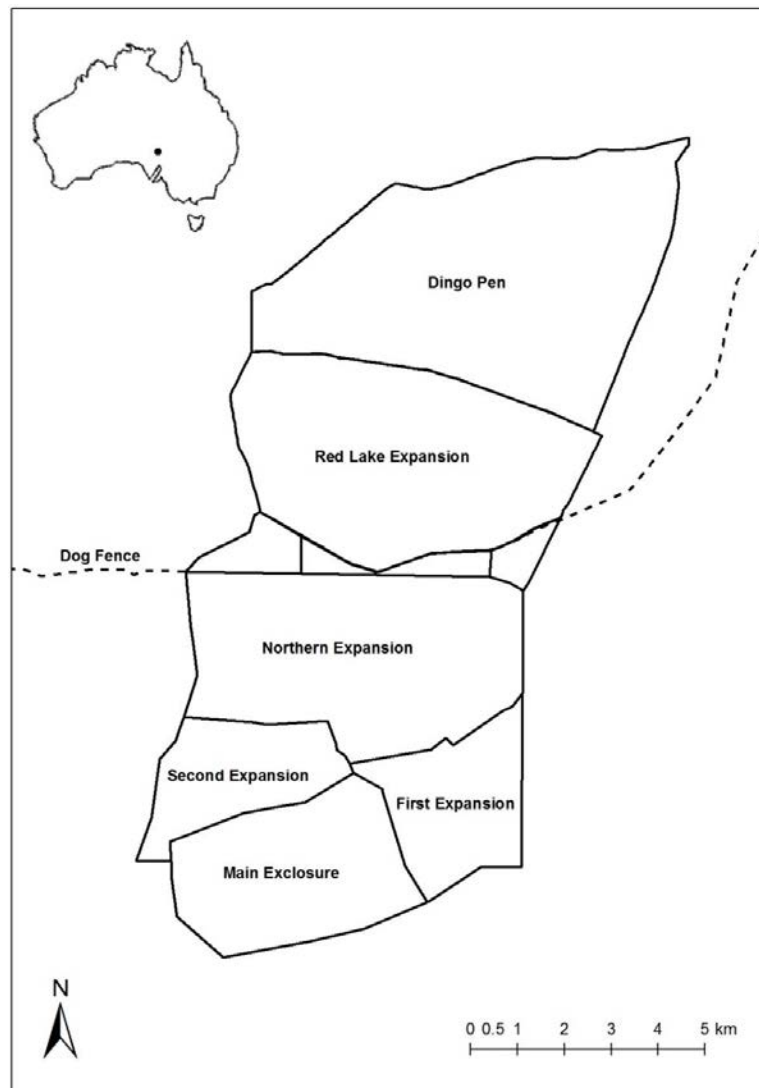 Dingo Pen
Red Lake Expansion
Dog Fence
Northern Expansion
Second Expansion
First Expansion
Main Exclosure
N
0 0.5 1 2 3 4 5 km